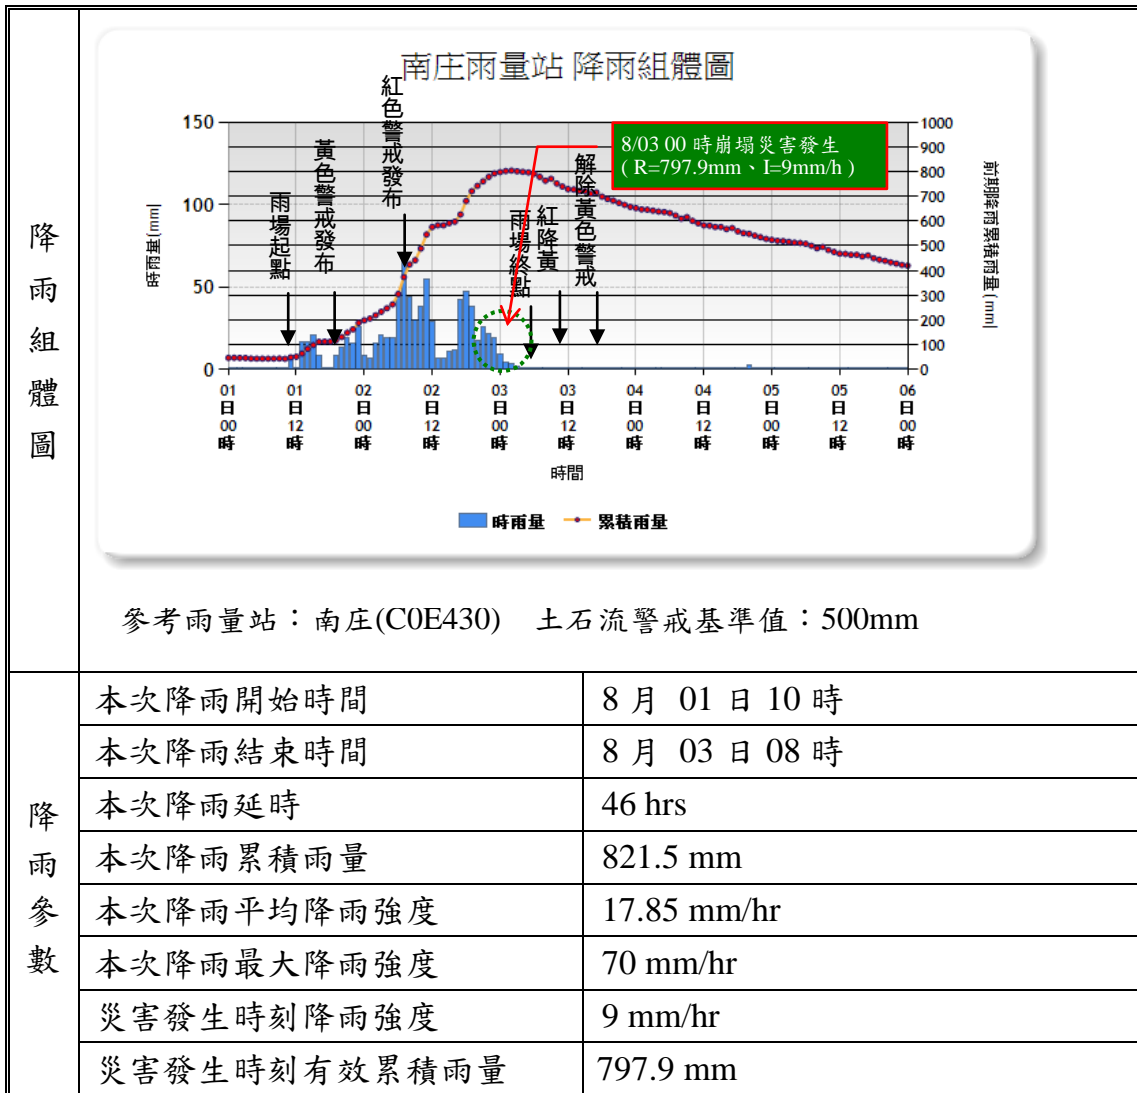 降雨組體圖
南庄雨量站 降雨組體圖
時雨量(mm)
150
100
50
0
前期降雨累積雨量(mm)
1000
900
800
700
600
500
400
300
200
100
0
雨場起點
黃色警戒發布
紅色警戒發布
8/03 00 時崩塌災害發生
( R=797.9mm、I=9mm/h )
雨場終點
紅降黃
解除黃色警戒
01日00時
01日12時
02日00時
02日12時
03日00時
03日12時
04日00時
04日12時
05日00時
05日12時
06日00時
時間
時雨量 累積雨量
參考雨量站：南庄(C0E430) 土石流警戒基準值：500mm
降雨參數
本次降雨開始時間 8 月 01 日 10 時
本次降雨結束時間 8 月 03 日 08 時
本次降雨延時 46 hrs
本次降雨累積雨量 821.5 mm
本次降雨平均降雨強度 17.85 mm/hr
本次降雨最大降雨強度 70 mm/hr
災害發生時刻降雨強度 9 mm/hr
災害發生時刻有效累積雨量 797.9 mm